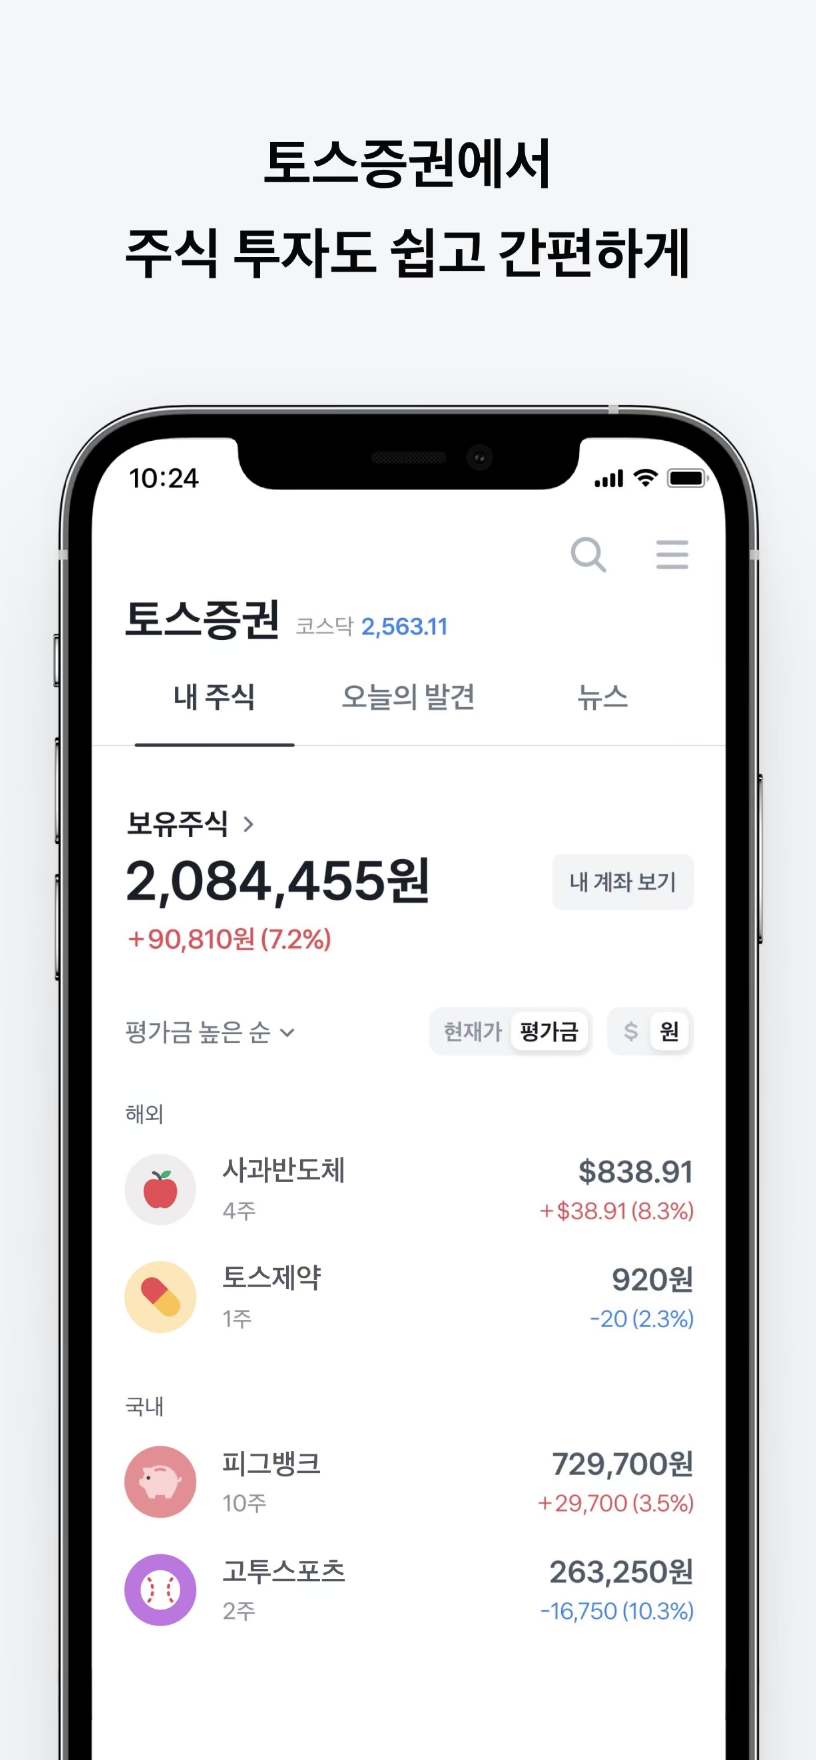 토스증권에서
주식 투자도 쉽고 간편하게
10:24
토스증권 코스닥 2,563.11
내 주식 오늘의 발견 뉴스
보유주식 >
2,084,455원 내 계좌 보기
+90,810원 (7.2%)
평가금 높은 순 현재가 평가금 $ 원
해외
사과반도체 $838.91
4주 +$38.91 (8.3%)
토스제약 920원
1주 -20 (2.3%)
국내
피그뱅크 729,700원
10주 +29,700 (3.5%)
고투스포츠 263,250원
2주 -16,750 (10.3%)